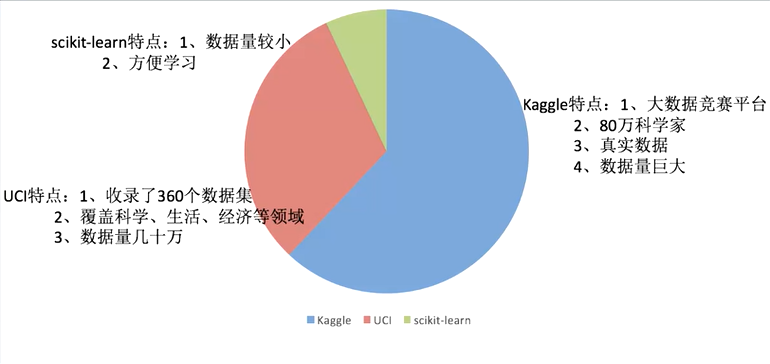 scikit-learn特点：1、数据量较小
2、方便学习
Kaggle特点：1、大数据竞赛平台
2、80万科学家
3、真实数据
4、数据量巨大
UCI特点：1、收录了360个数据集
2、覆盖科学、生活、经济等领域
3、数据量几十万
Kaggle UCI scikit-learn